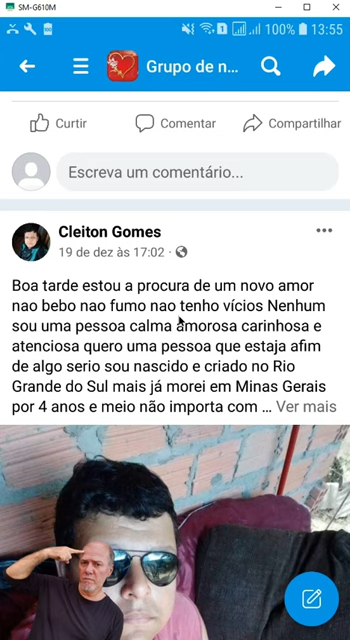 SM-G610M
100% 13:55
Grupo de n...
Curtir
Comentar
Compartilhar
Escreva um comentário...
Cleiton Gomes
19 de dez às 17:02
Boa tarde estou a procura de um novo amor
nao bebo nao fumo nao tenho vícios Nenhum
sou uma pessoa calma amorosa carinhosa e
atenciosa quero uma pessoa que estaja afim
de algo serio sou nascido e criado no Rio
Grande do Sul mais já morei em Minas Gerais
por 4 anos e meio não importa com ... Ver mais